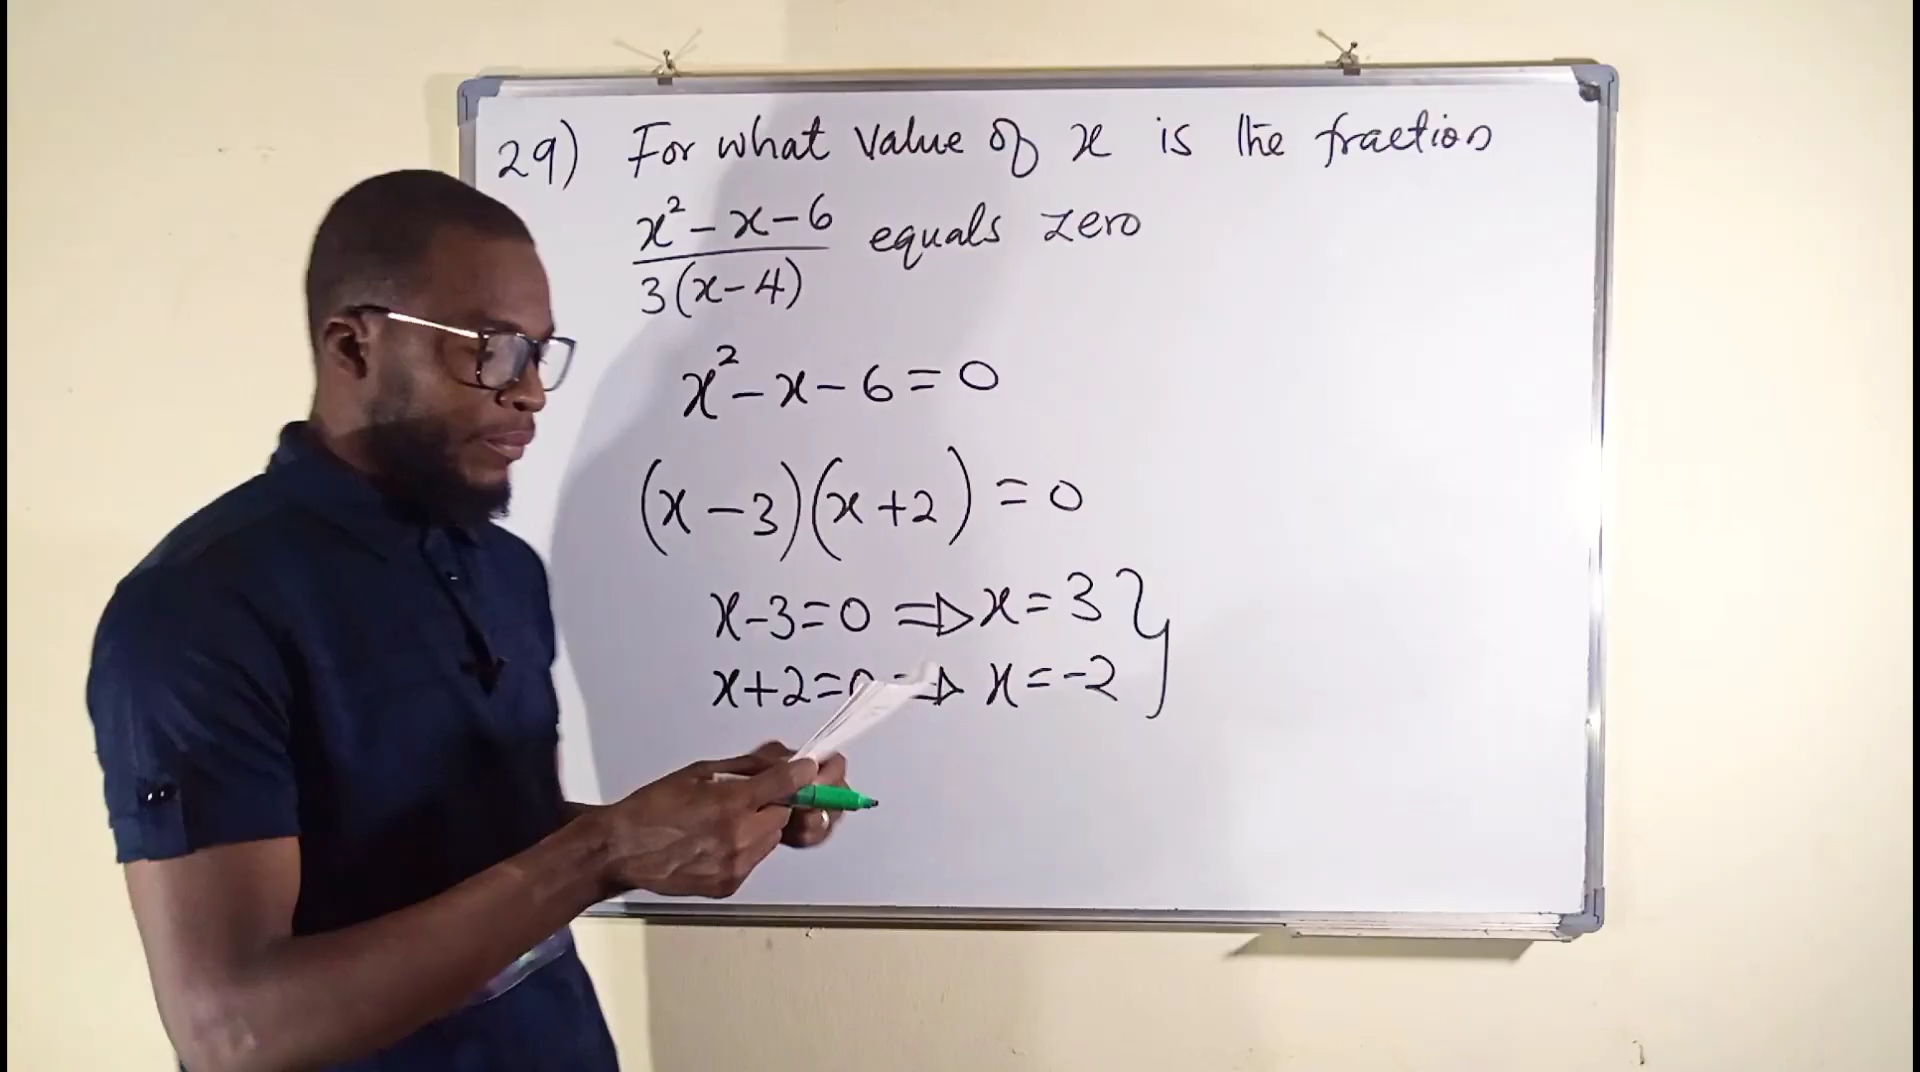 29) For what value of x is the fraction
x² - x - 6 equals zero
3(x - 4)
x² - x - 6 = 0
(x - 3)(x + 2) = 0
x - 3 = 0 ⇒ x = 3 }
x + 2 = 0 ⇒ x = -2